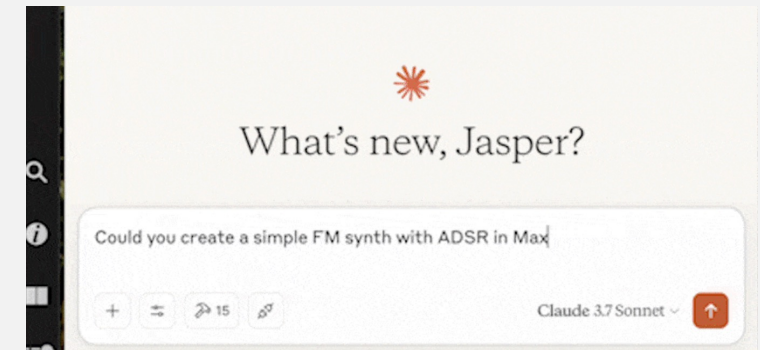 What's new, Jasper?
Could you create a simple FM synth with ADSR in Max
15
Claude 3.7 Sonnet